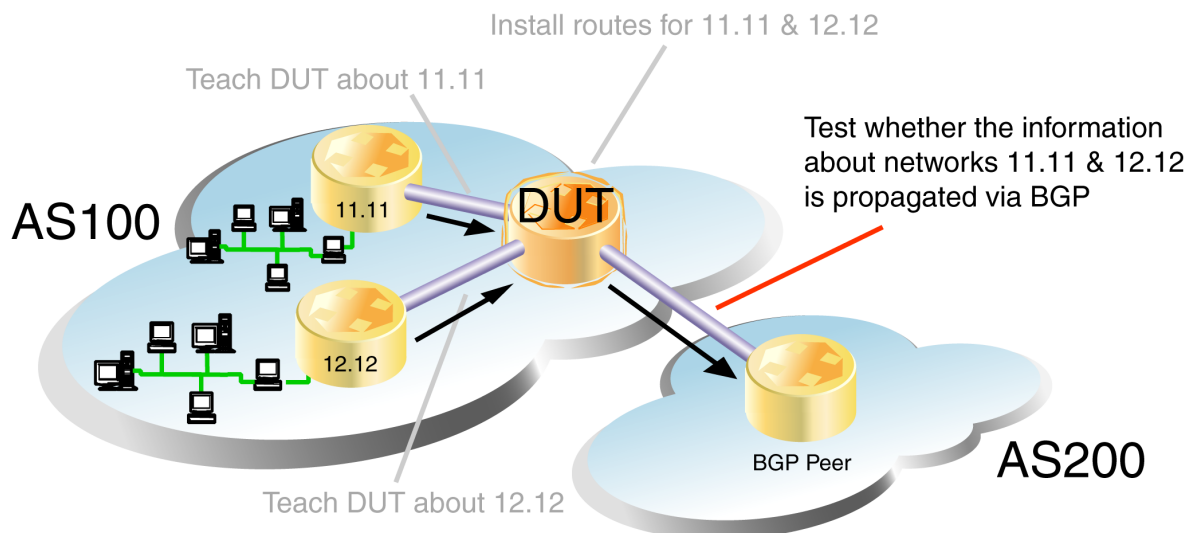 Install routes for 11.11 & 12.12
Teach DUT about 11.11
Test whether the information
about networks 11.11 & 12.12
is propagated via BGP
AS100
11.11
DUT
12.12
BGP Peer
AS200
Teach DUT about 12.12